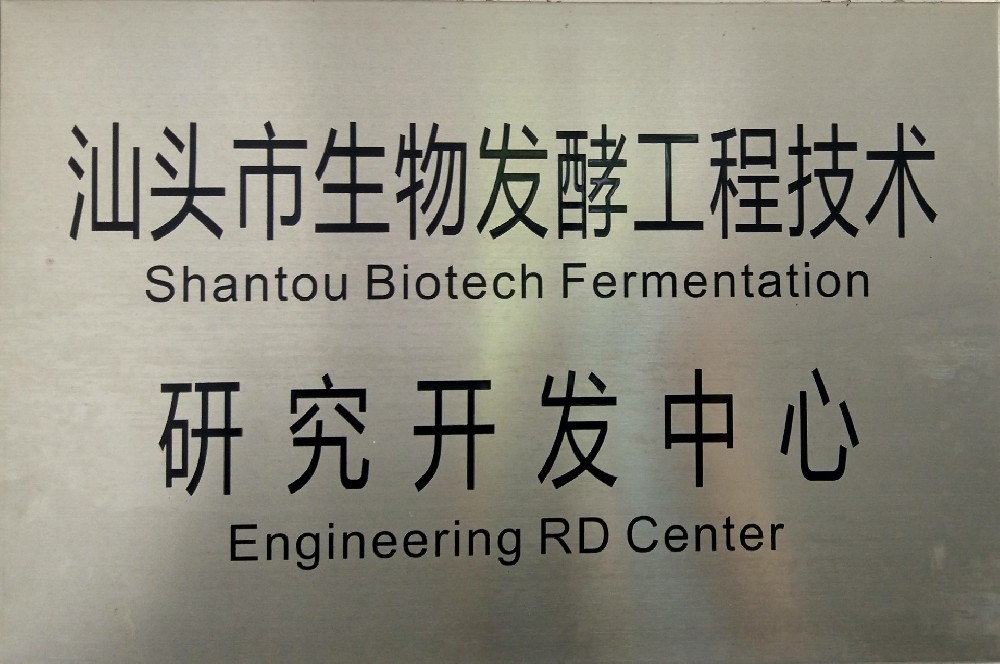 汕头市生物发酵工程技术
Shantou Biotech Fermentation
研究开发中心
Engineering RD Center